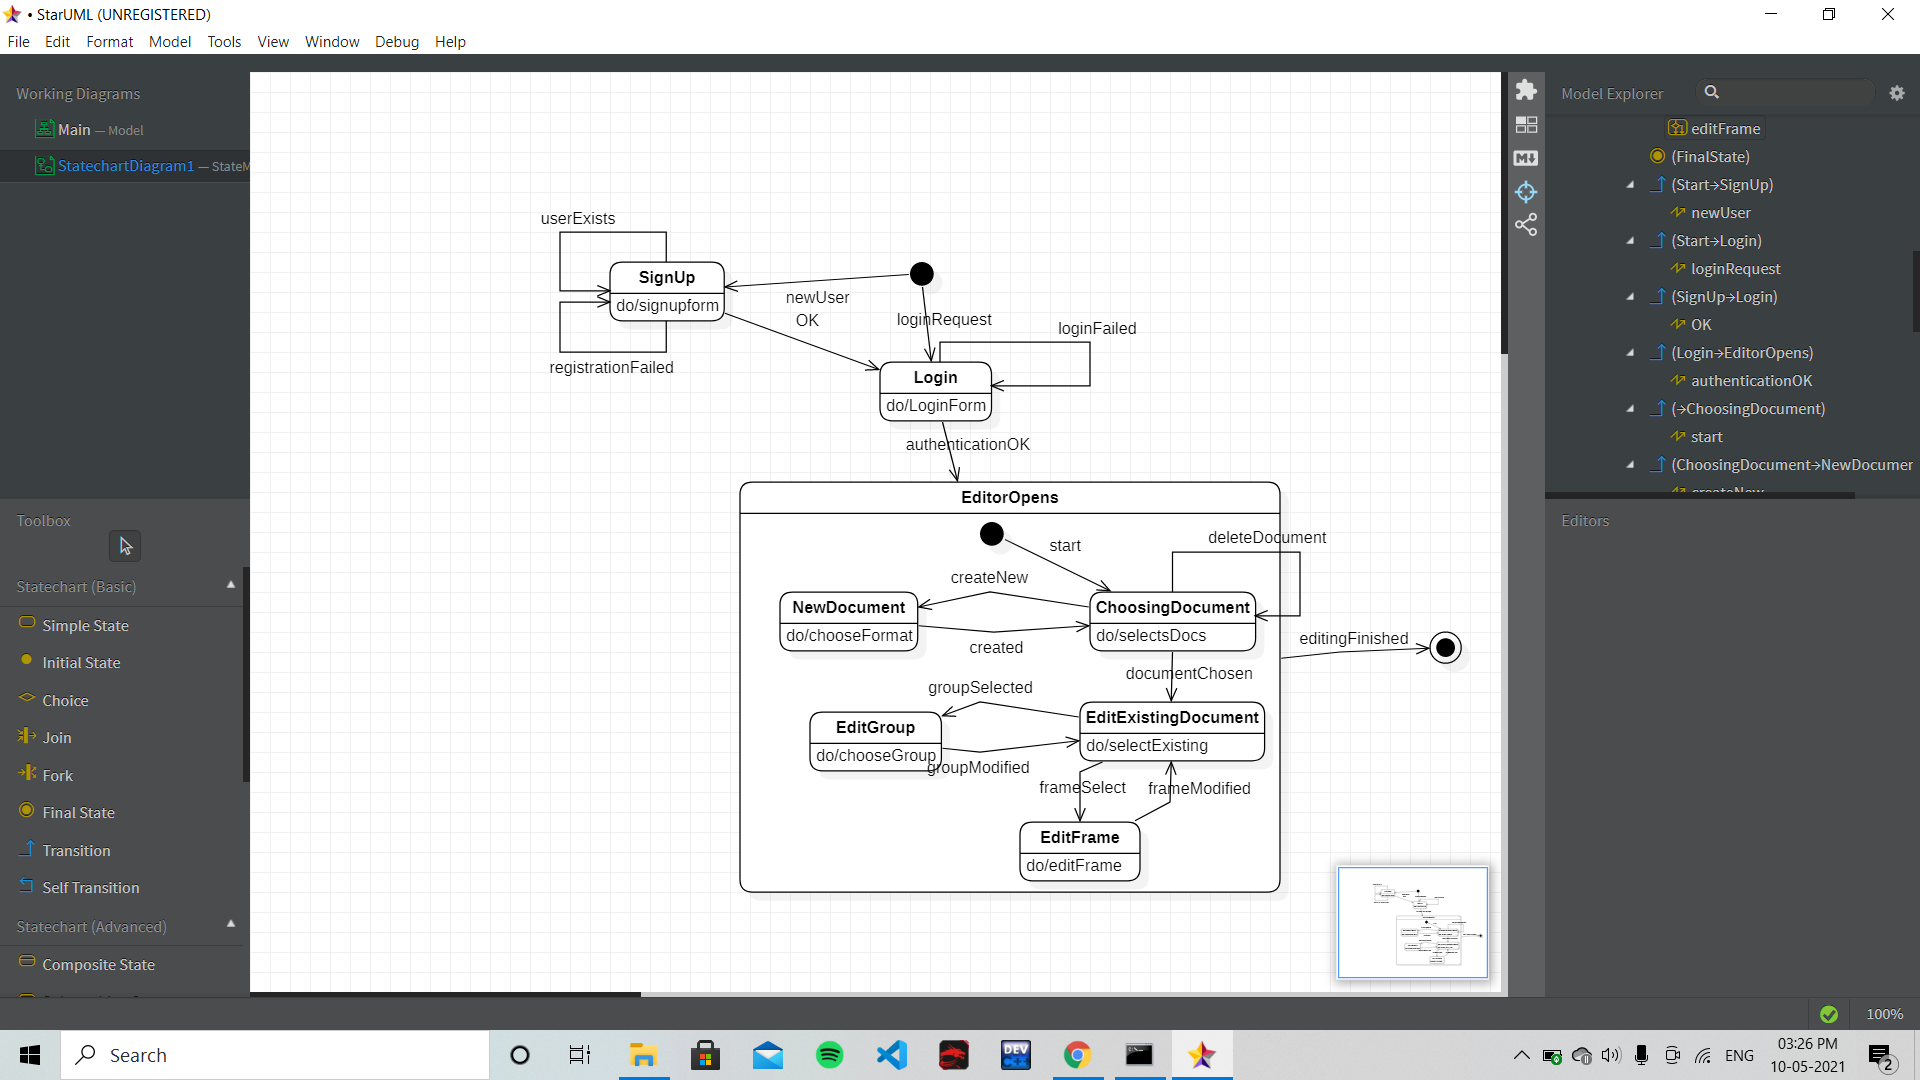 • StarUML (UNREGISTERED)
File Edit Format Model Tools View Window Debug Help
Working Diagrams
Main — Model
StatechartDiagram1 — StateM
Toolbox
Statechart (Basic)
Simple State
Initial State
Choice
Join
Fork
Final State
Transition
Self Transition
Statechart (Advanced)
Composite State
userExists
SignUp
do/signupform
registrationFailed
newUser
OK
loginRequest
loginFailed
Login
do/LoginForm
authenticationOK
EditorOpens
start
deleteDocument
createNew
NewDocument
do/chooseFormat
ChoosingDocument
do/selectsDocs
created
editingFinished
documentChosen
groupSelected
EditGroup
do/chooseGroup
EditExistingDocument
do/selectExisting
groupModified
frameSelect
frameModified
EditFrame
do/editFrame
Model Explorer
editFrame
(FinalState)
(Start→SignUp)
newUser
(Start→Login)
loginRequest
(SignUp→Login)
OK
(Login→EditorOpens)
authenticationOK
(→ChoosingDocument)
start
(ChoosingDocument→NewDocumen
createNew
Editors
100%
Search
DEV
ENG
03:26 PM
10-05-2021
2